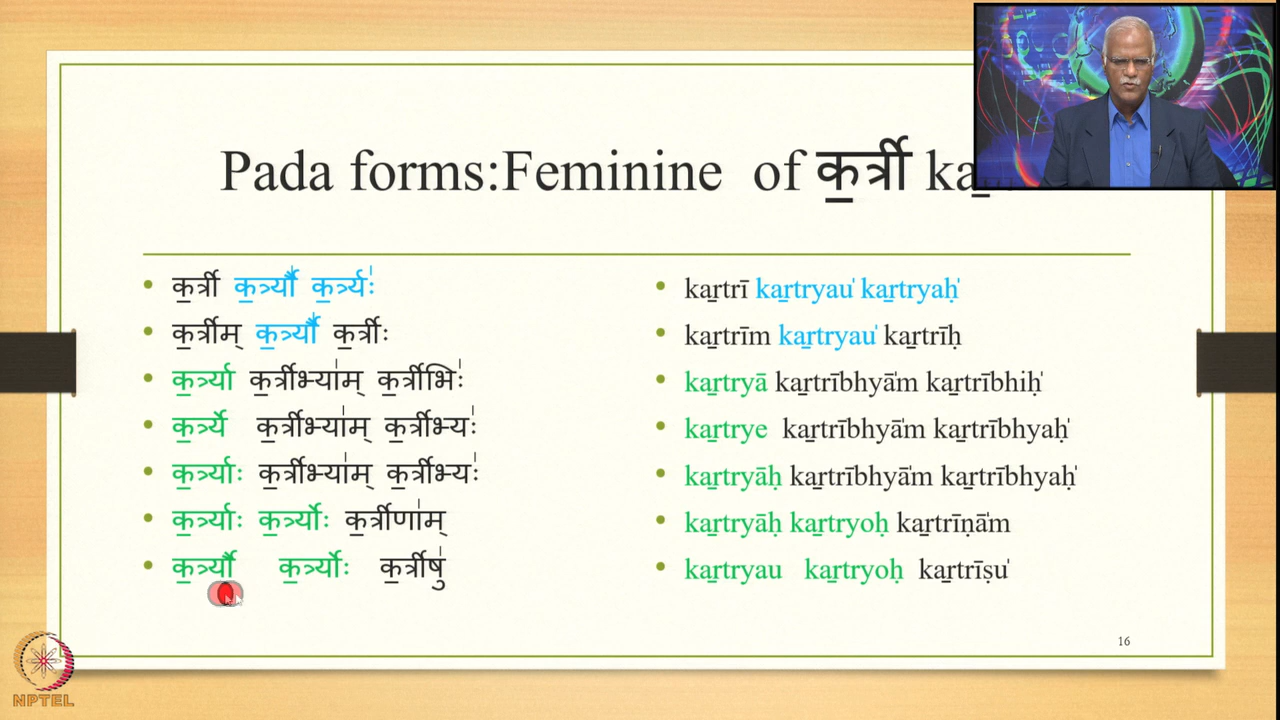 Pada forms:Feminine of क॒र्त्री ka̱
• क॒र्त्री क॒र्त्र्यौ॑ क॒र्त्र्यः॑
• क॒र्त्रीम् क॒र्त्र्यौ॑ क॒र्त्रीः
• क॒र्त्र्या क॒र्त्रीभ्या॑म् क॒र्त्रीभिः॑
• क॒र्त्र्ये क॒र्त्रीभ्या॑म् क॒र्त्रीभ्यः॑
• क॒र्त्र्याः क॒र्त्रीभ्या॑म् क॒र्त्रीभ्यः॑
• क॒र्त्र्याः क॒र्त्र्योः क॒र्त्रीणा॑म्
• क॒र्त्र्यौ क॒र्त्र्योः क॒र्त्रीषु॑
• ka̱rtrī ka̱rtryau̍ ka̱rtryaḥ̍
• ka̱rtrīm ka̱rtryau̍ ka̱rtrīḥ
• ka̱rtryā ka̱rtrībhyā̍m ka̱rtrībhiḥ̍
• ka̱rtrye ka̱rtrībhyā̍m ka̱rtrībhyaḥ̍
• ka̱rtryāḥ ka̱rtrībhyā̍m ka̱rtrībhyaḥ̍
• ka̱rtryāḥ ka̱rtryoḥ ka̱rtrīṇā̍m
• ka̱rtryau ka̱rtryoḥ ka̱rtrīṣu̍
16
NPTEL